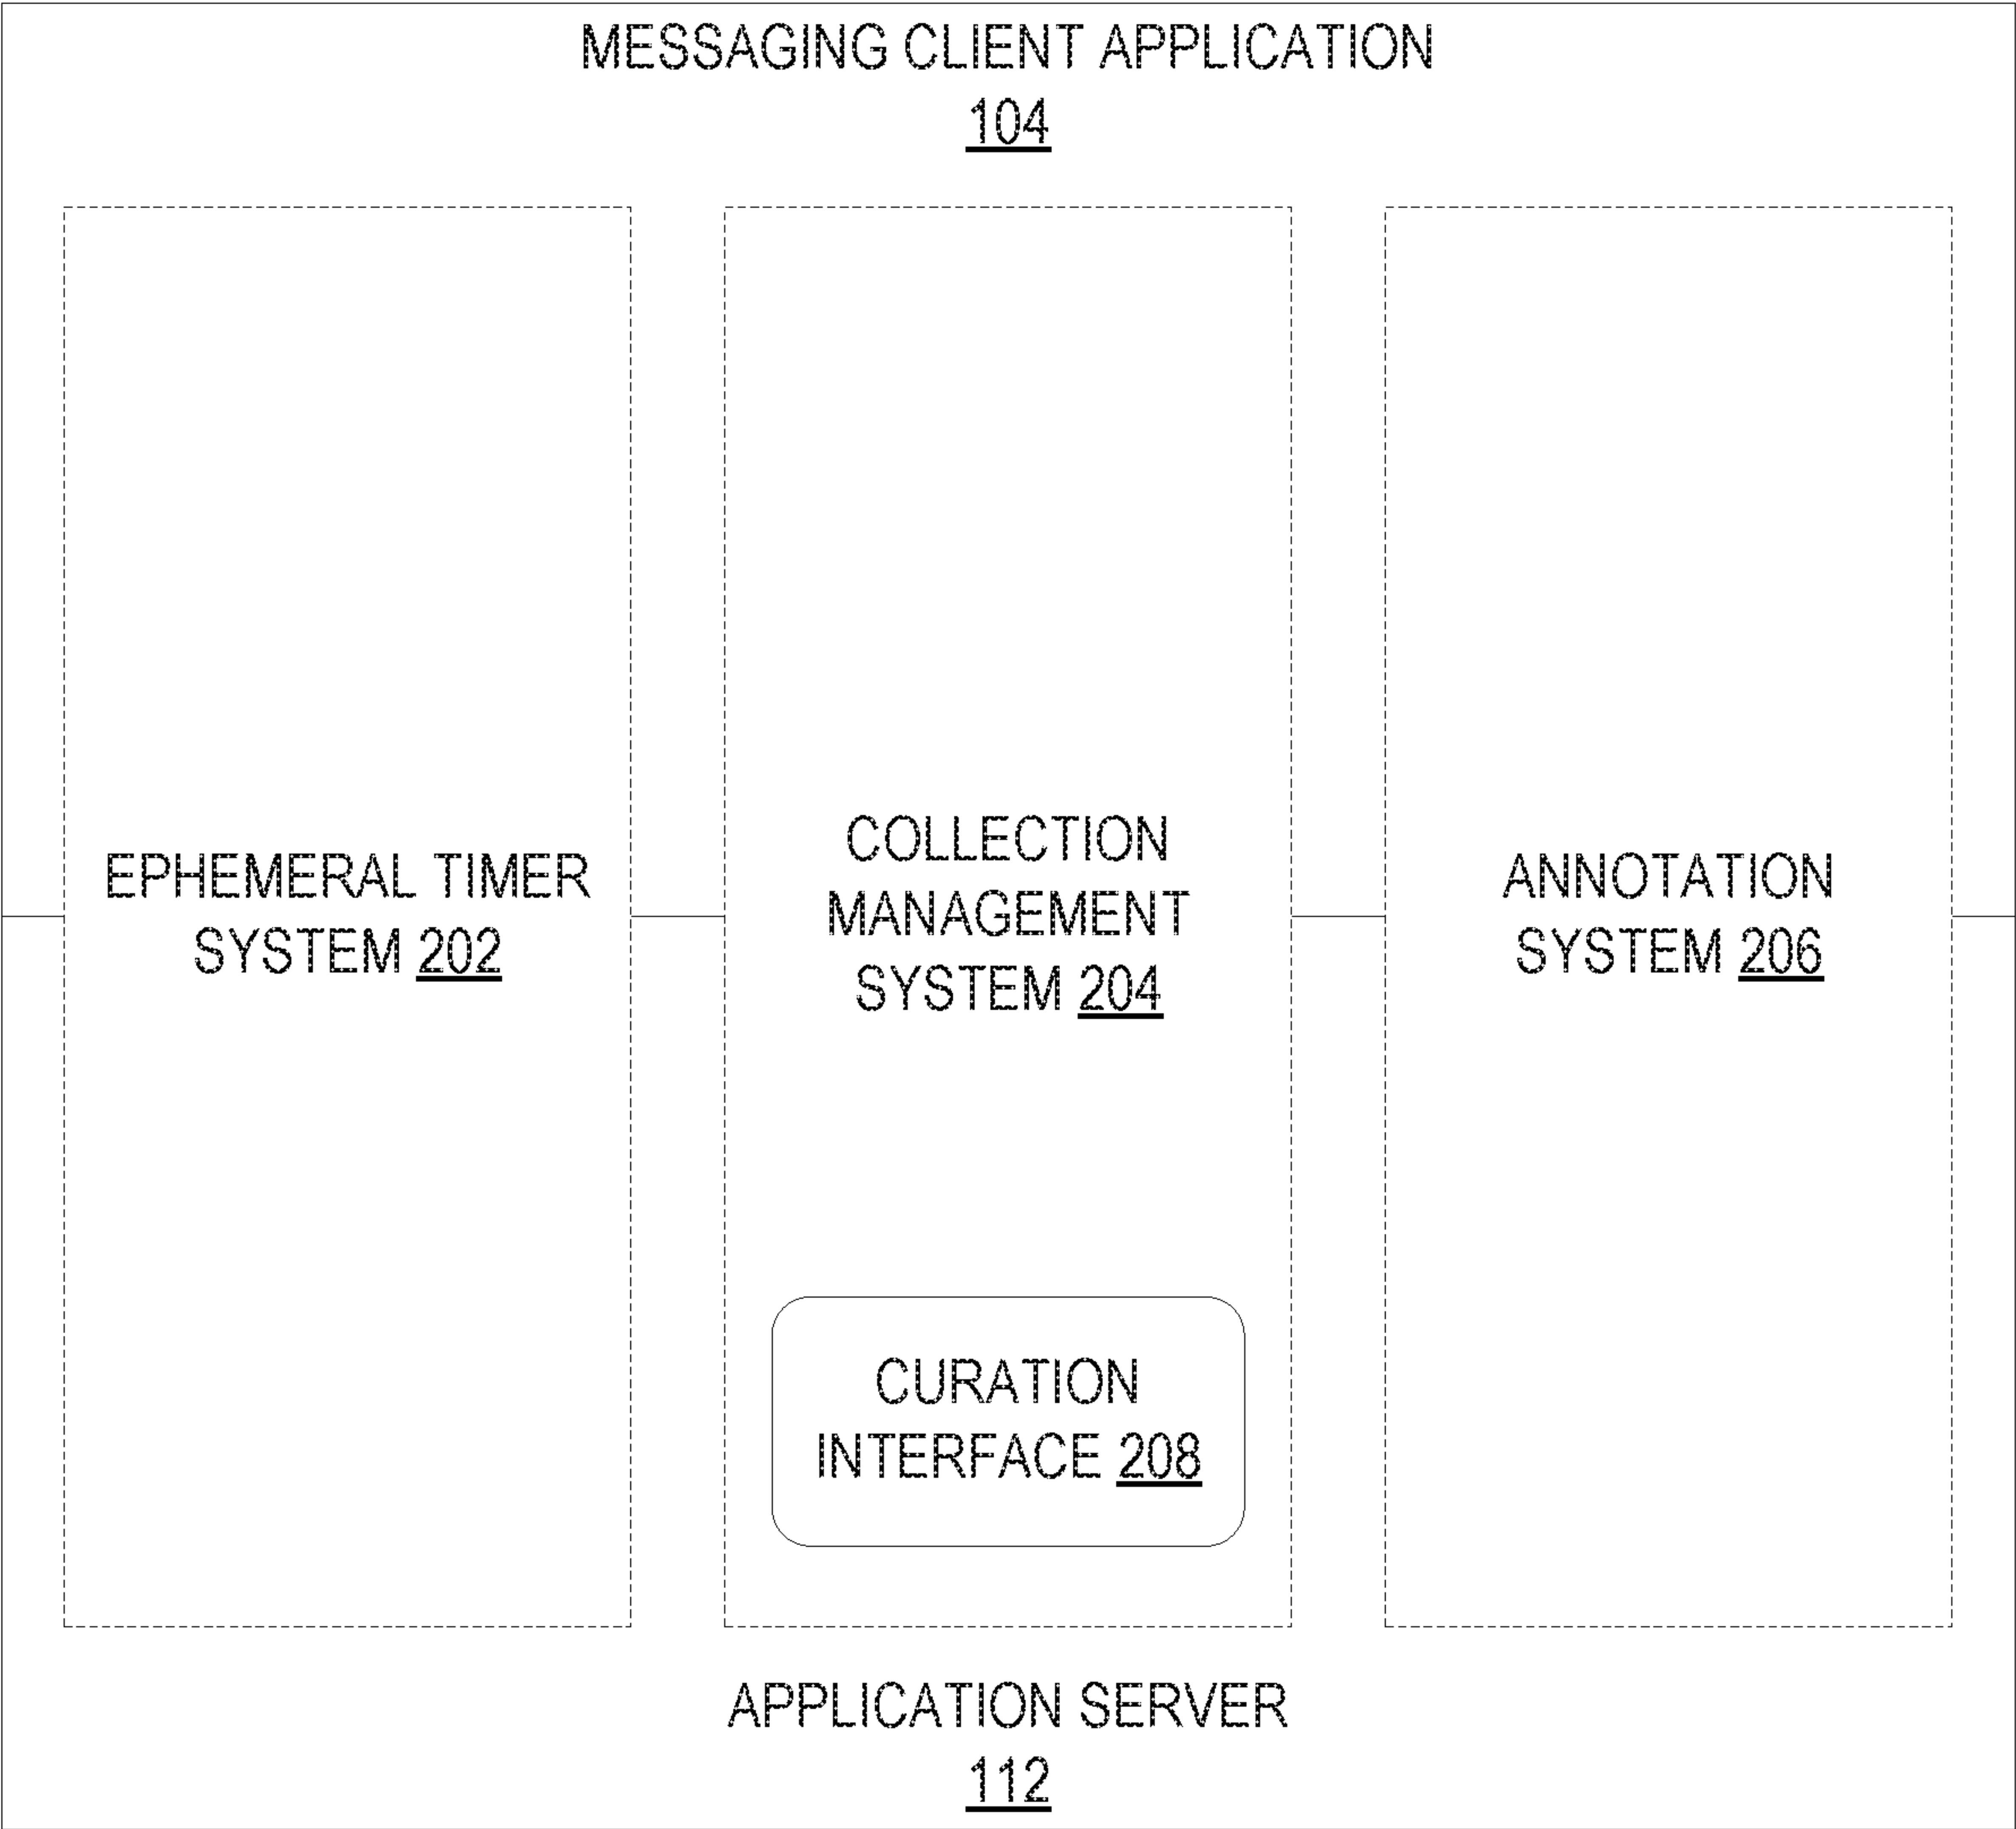 MESSAGING CLIENT APPLICATION
104
EPHEMERAL TIMER
SYSTEM 202
COLLECTION
MANAGEMENT
SYSTEM 204
ANNOTATION
SYSTEM 206
CURATION
INTERFACE 208
APPLICATION SERVER
112